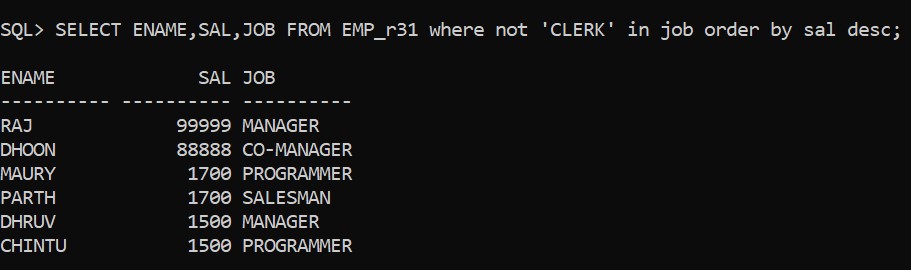 SQL> SELECT ENAME,SAL,JOB FROM EMP_r31 where not 'CLERK' in job order by sal desc;
ENAME             SAL JOB
---------- ---------- ----------
RAJ             99999 MANAGER
DHOON           88888 CO-MANAGER
MAURY            1700 PROGRAMMER
PARTH            1700 SALESMAN
DHRUV            1500 MANAGER
CHINTU           1500 PROGRAMMER